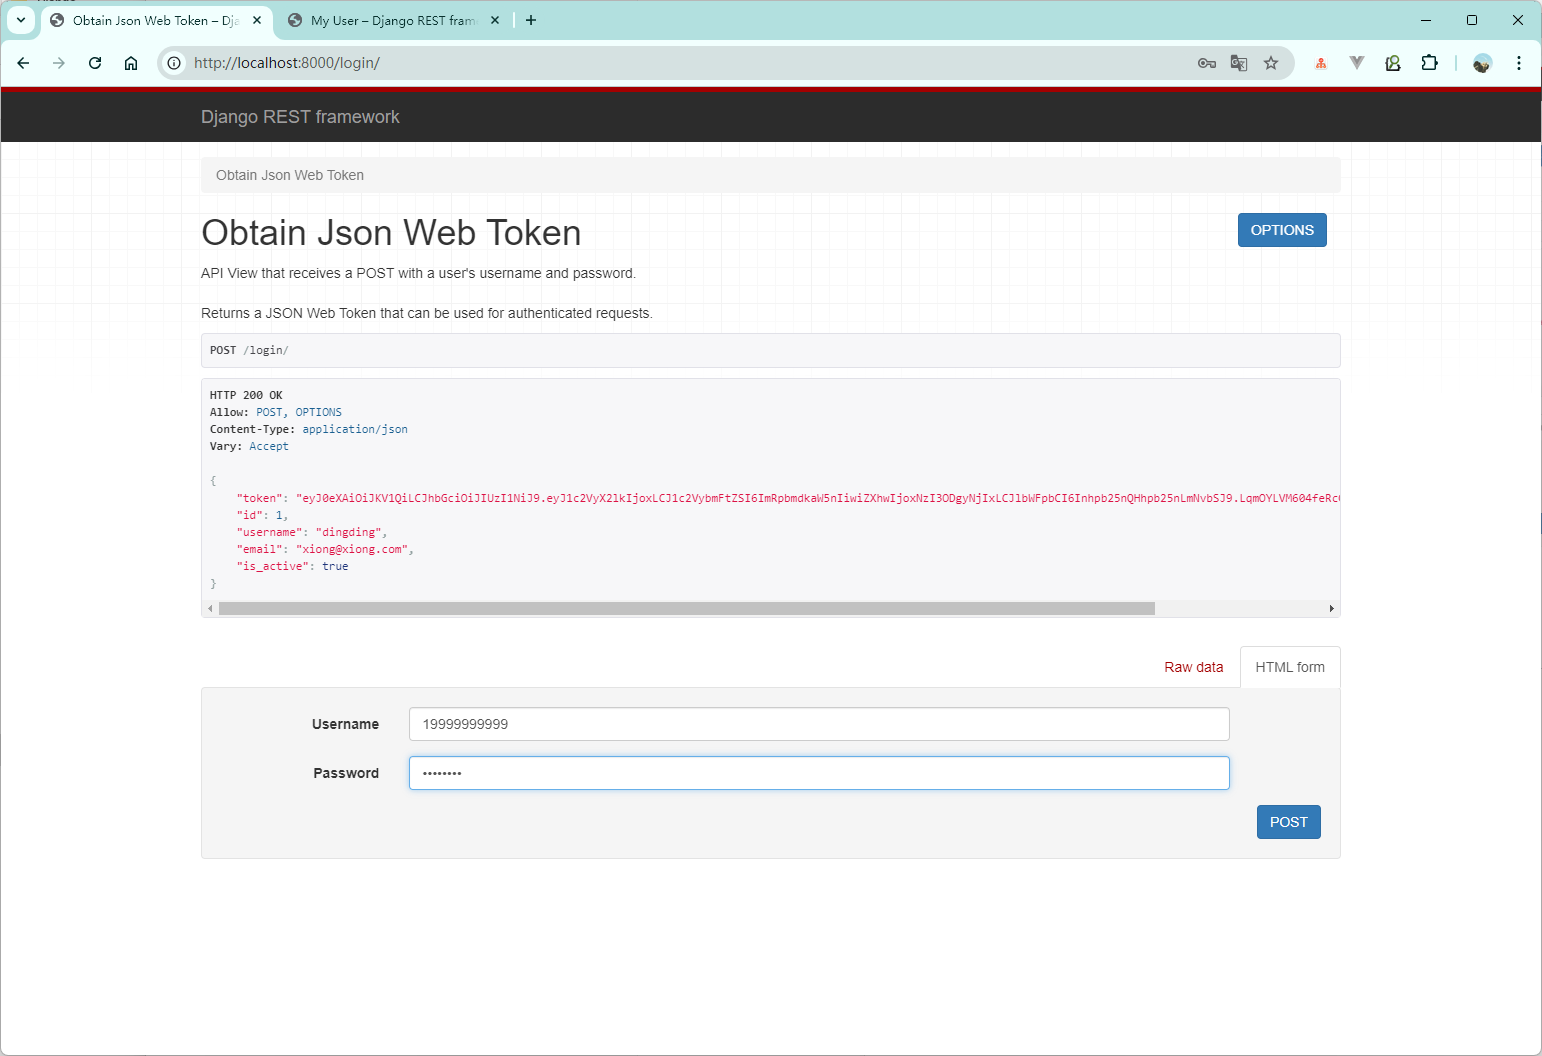 Obtain Json Web Token – Dja
My User – Django REST fram
http://localhost:8000/login/
Django REST framework
Obtain Json Web Token
Obtain Json Web Token
OPTIONS
API View that receives a POST with a user's username and password.
Returns a JSON Web Token that can be used for authenticated requests.
POST /login/
HTTP 200 OK
Allow: POST, OPTIONS
Content-Type: application/json
Vary: Accept
{
"token": "eyJ0eXAiOiJKV1QiLCJhbGciOiJIUzI1NiJ9.eyJ1c2VyX2lkIjoxLCJ1c2VybmFtZSI6ImRpbmdkaW5nIiwiZXhwIjoxNzI3ODgyNjIxLCJlbWFpbCI6Inhpb25nQHhpb25nLmNvbSJ9.LqmOYLVM604feRc
"id": 1,
"username": "dingding",
"email": "xiong@xiong.com",
"is_active": true
}
Raw data
HTML form
Username
19999999999
Password
••••••••
POST